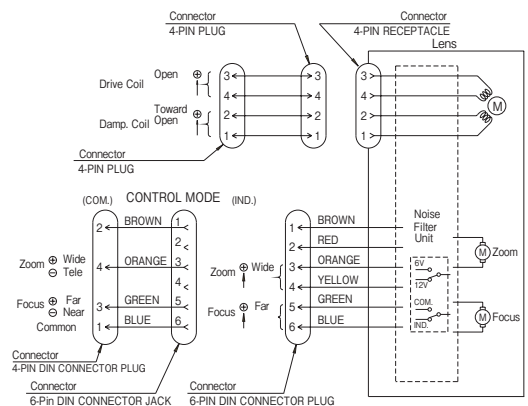 Connector
4-PIN PLUG
Connector
4-PIN RECEPTACLE
Lens
Drive Coil
Open ⊕
3 3 3
4 4 4
Damp. Coil
Toward ⊕
Open
2 2 2
1 1 1
M
Connector
4-PIN PLUG
(COM.) CONTROL MODE (IND.)
2 BROWN 1
2
Zoom ⊕ Wide
⊖ Tele
4 ORANGE 3
4
Focus ⊕ Far
⊖ Near
3 GREEN 5
Common
1 BLUE 6
Zoom ⊕ Wide
Focus ⊕ Far
1 BROWN
2 RED
3 ORANGE
4 YELLOW
5 GREEN
6 BLUE
Noise
Filter
Unit
6V
12V
COM.
IND.
M Zoom
M Focus
Connector
4-PIN DIN CONNECTOR PLUG
Connector
6-Pin DIN CONNECTOR JACK
Connector
6-PIN DIN CONNECTOR PLUG